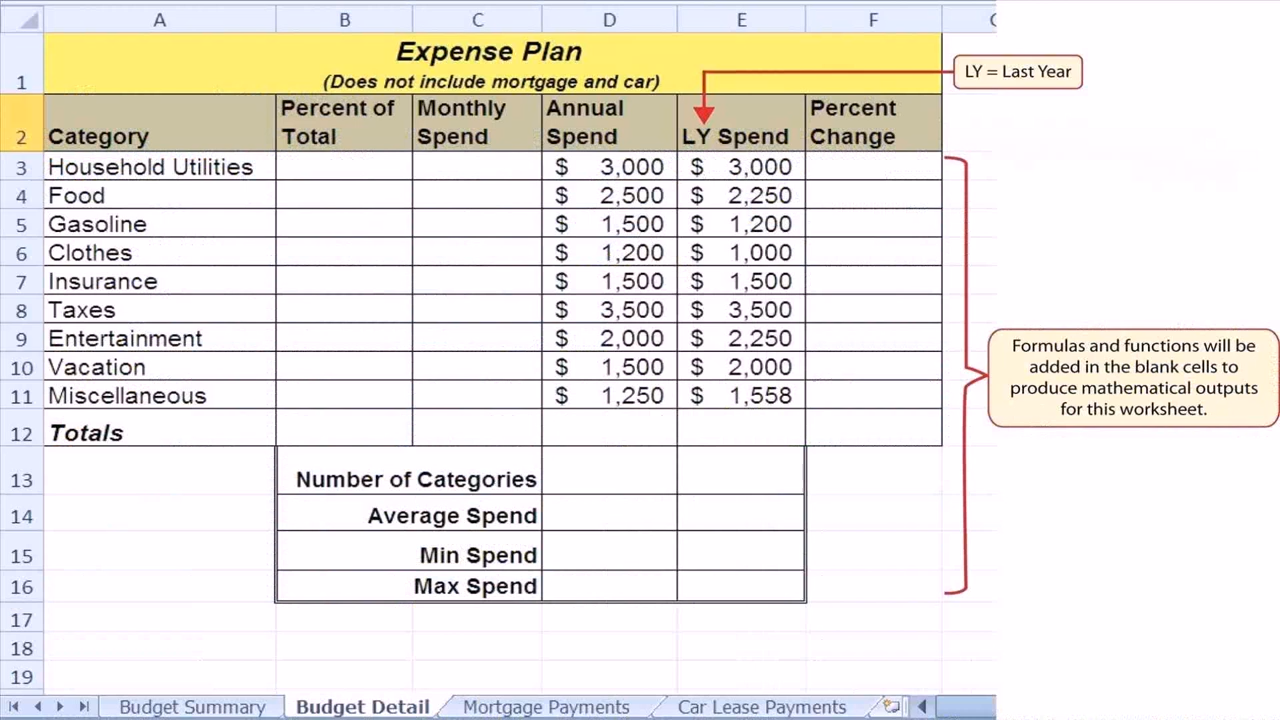 A B C D E F
1 Expense Plan
(Does not include mortgage and car)
LY = Last Year
2 Category Percent of Total Monthly Spend Annual Spend LY Spend Percent Change
3 Household Utilities $ 3,000 $ 3,000
4 Food $ 2,500 $ 2,250
5 Gasoline $ 1,500 $ 1,200
6 Clothes $ 1,200 $ 1,000
7 Insurance $ 1,500 $ 1,500
8 Taxes $ 3,500 $ 3,500
9 Entertainment $ 2,000 $ 2,250
10 Vacation $ 1,500 $ 2,000
11 Miscellaneous $ 1,250 $ 1,558
12 Totals
13 Number of Categories
14 Average Spend
15 Min Spend
16 Max Spend
17
18
19
Formulas and functions will be
added in the blank cells to
produce mathematical outputs
for this worksheet.
Budget Summary Budget Detail Mortgage Payments Car Lease Payments